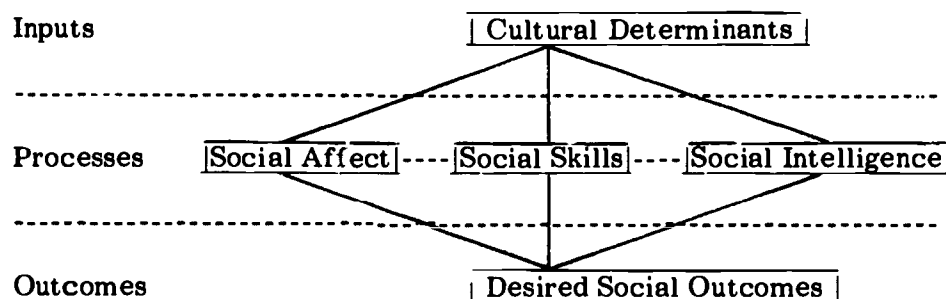 Inputs Cultural Determinants
Processes Social Affect Social Skills Social Intelligence
Outcomes Desired Social Outcomes